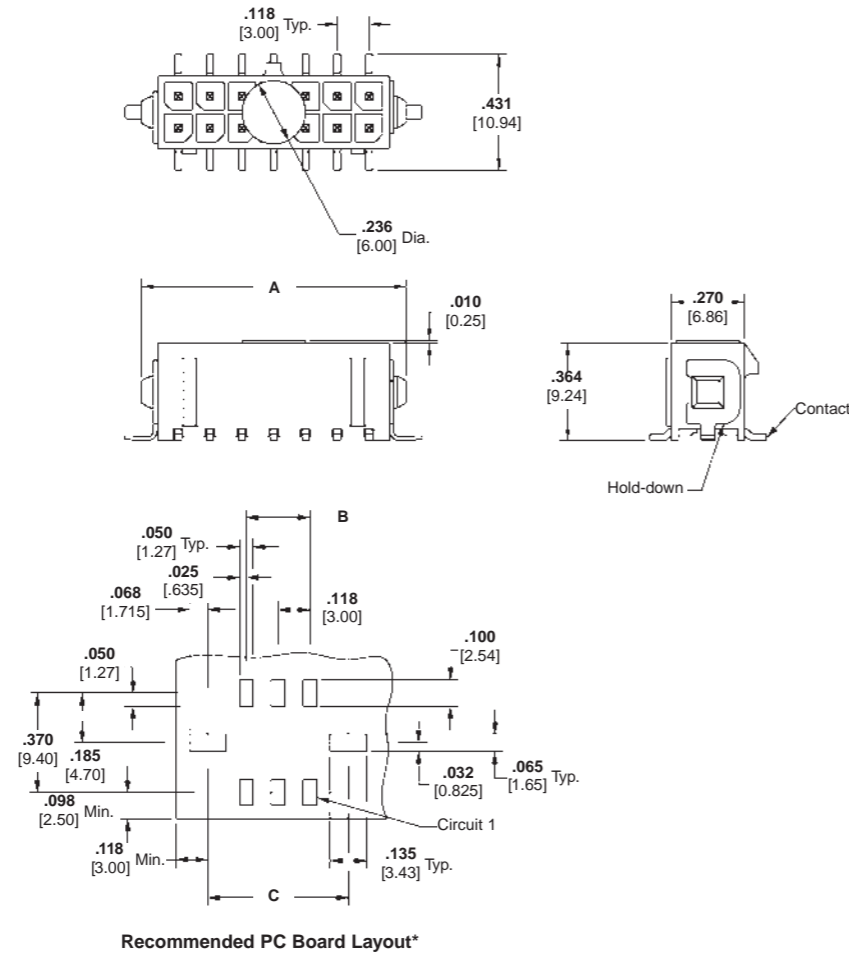 .118
[3.00] Typ.
.431
[10.94]
.236
[6.00] Dia.
A
.010
[0.25]
.270
[6.86]
.364
[9.24]
Contact
Hold-down
B
.050
[1.27] Typ.
.025
[.635]
.068
[1.715]
.118
[3.00]
.100
[2.54]
.050
[1.27]
.370
[9.40]
.185
[4.70]
.032
[0.825]
.065
[1.65] Typ.
.098
[2.50] Min.
Circuit 1
.118
[3.00] Min.
.135
[3.43] Typ.
C
Recommended PC Board Layout*